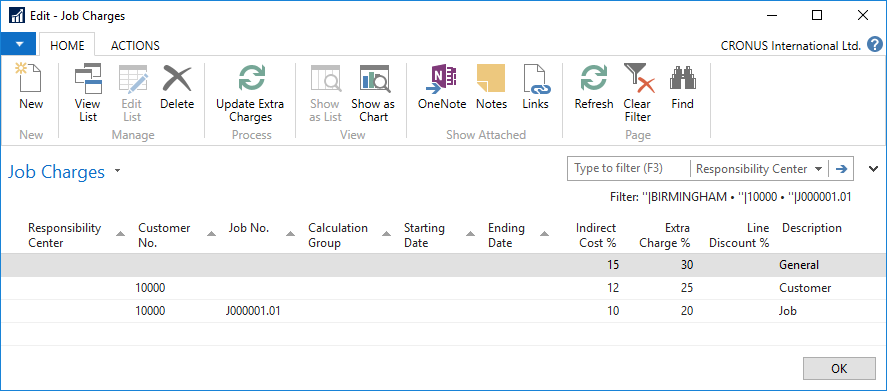 Edit - Job Charges
HOME ACTIONS CRONUS International Ltd. ?
New View List Edit List Delete Update Extra Charges Show as List Show as Chart OneNote Notes Links Refresh Clear Filter Find
New Manage Process View Show Attached Page
Job Charges Type to filter (F3) Responsibility Center
Filter: ''|BIRMINGHAM • ''|10000 • ''|J000001.01
Responsibility Center Customer No. Job No. Calculation Group Starting Date Ending Date Indirect Cost % Extra Charge % Line Discount % Description
15 30 General
10000 12 25 Customer
10000 J000001.01 10 20 Job
OK